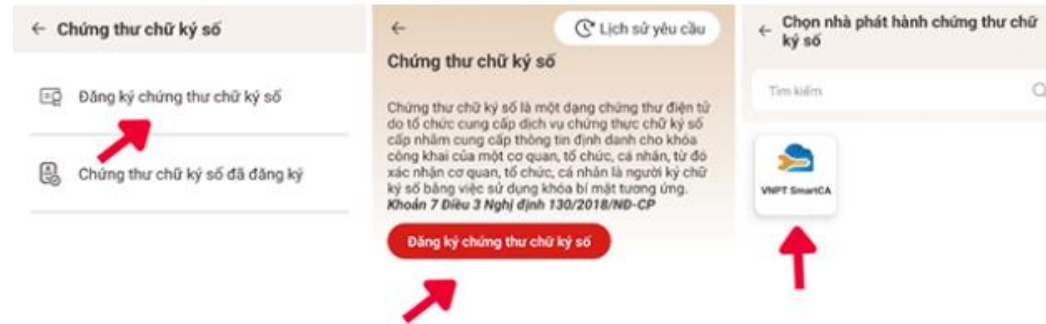 ← Chứng thư chữ ký số
Đăng ký chứng thư chữ ký số
Chứng thư chữ ký số đã đăng ký
← Lịch sử yêu cầu
Chứng thư chữ ký số
Chứng thư chữ ký số là một dạng chứng thư điện tử
do tổ chức cung cấp dịch vụ chứng thực chữ ký số
cấp nhằm cung cấp thông tin định danh cho khóa
công khai của một cơ quan, tổ chức, cá nhân, từ đó
xác nhận cơ quan, tổ chức, cá nhân là người ký chữ
ký số bằng việc sử dụng khóa bí mật tương ứng.
Khoản 7 Điều 3 Nghị định 130/2018/NĐ-CP
Đăng ký chứng thư chữ ký số
← Chọn nhà phát hành chứng thư chữ
ký số
Tìm kiếm
VNPT SmartCA